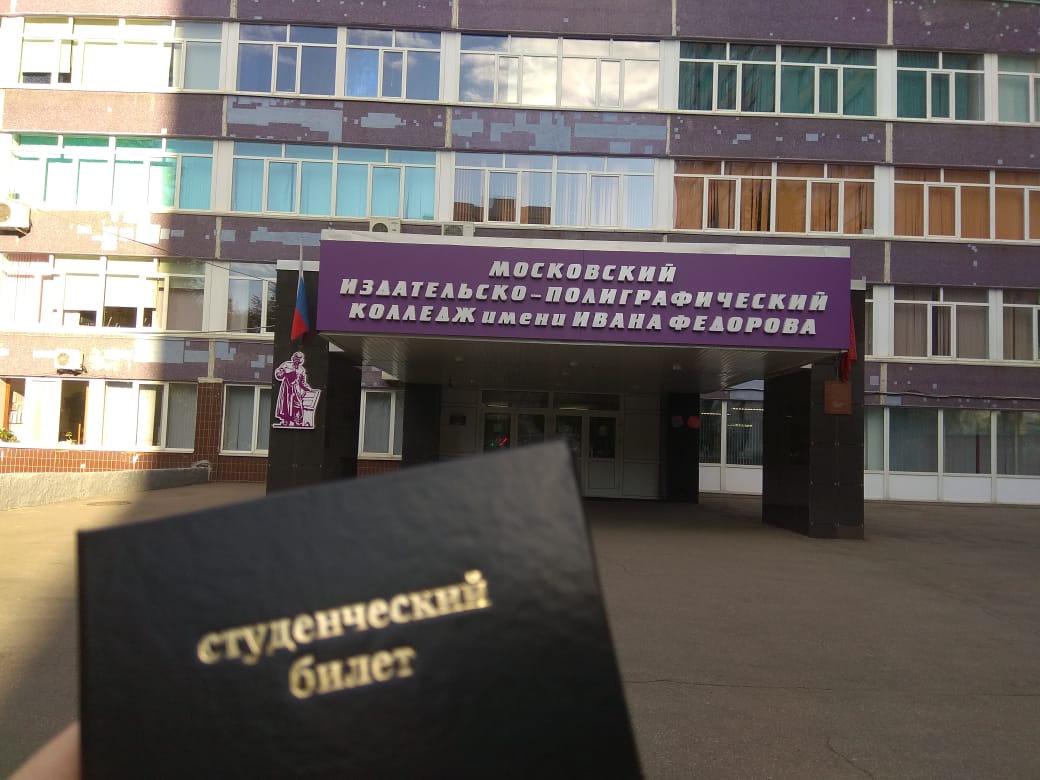 МОСКОВСКИЙ
ИЗДАТЕЛЬСКО-ПОЛИГРАФИЧЕСКИЙ
КОЛЛЕДЖ имени ИВАНА ФЕДОРОВА
студенческий
билет